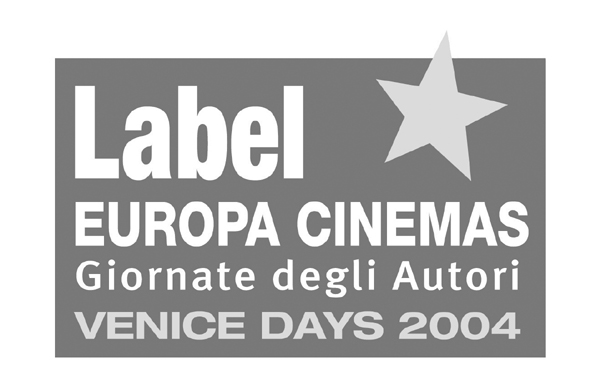 Label
EUROPA CINEMAS
Giornate degli Autori
VENICE DAYS 2004